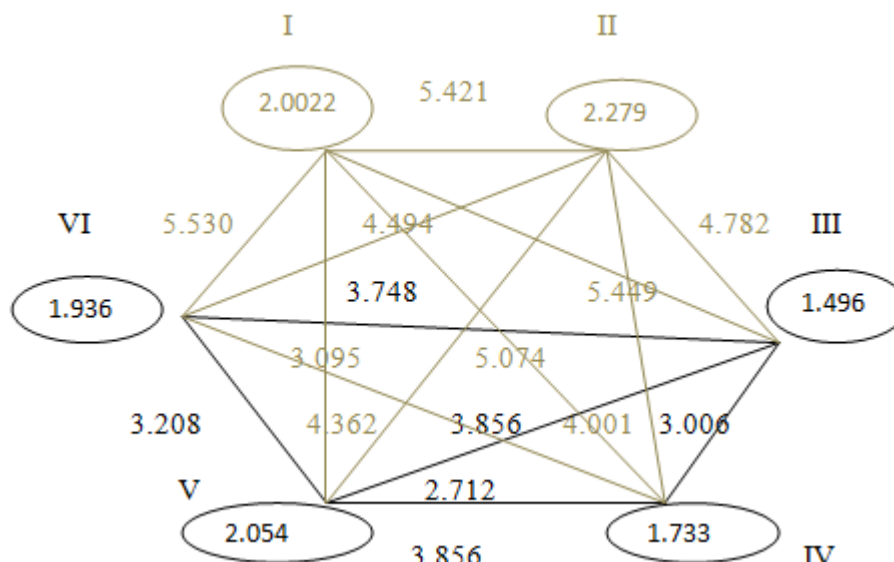 I II
2.0022 5.421 2.279
VI 5.530 4.494 4.782 III
1.936 3.748 5.449 1.496
3.095 5.074
3.208 4.362 3.856 4.001 3.006
V 2.712
2.054 1.733
3.856 IV